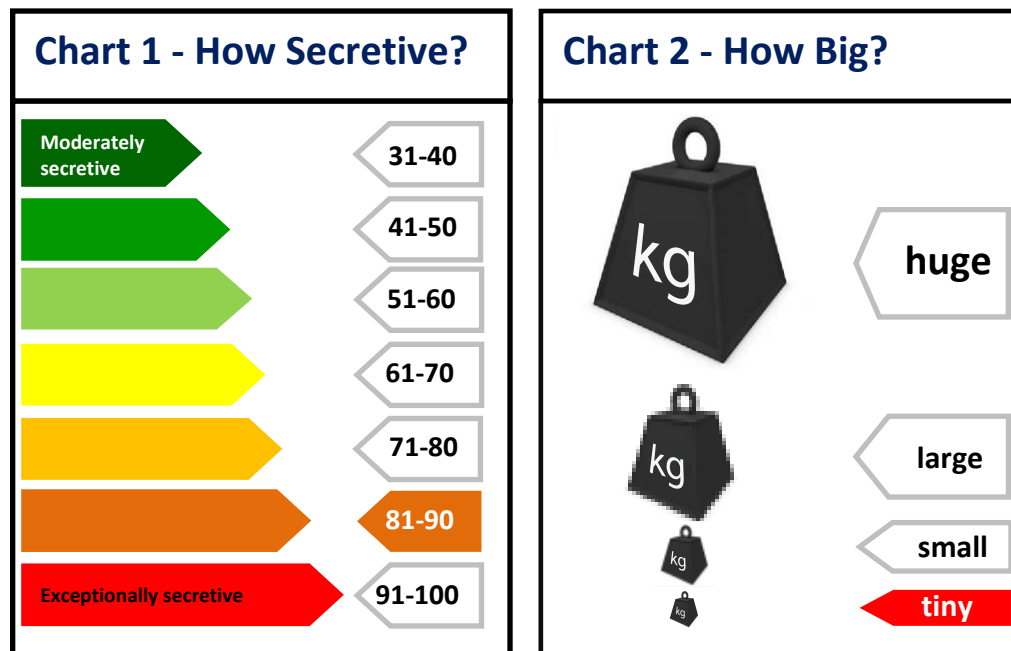 Chart 1 - How Secretive?
Moderately
secretive
31-40
41-50
51-60
61-70
71-80
81-90
Exceptionally secretive
91-100
Chart 2 - How Big?
kg
huge
kg
large
kg
small
kg
tiny